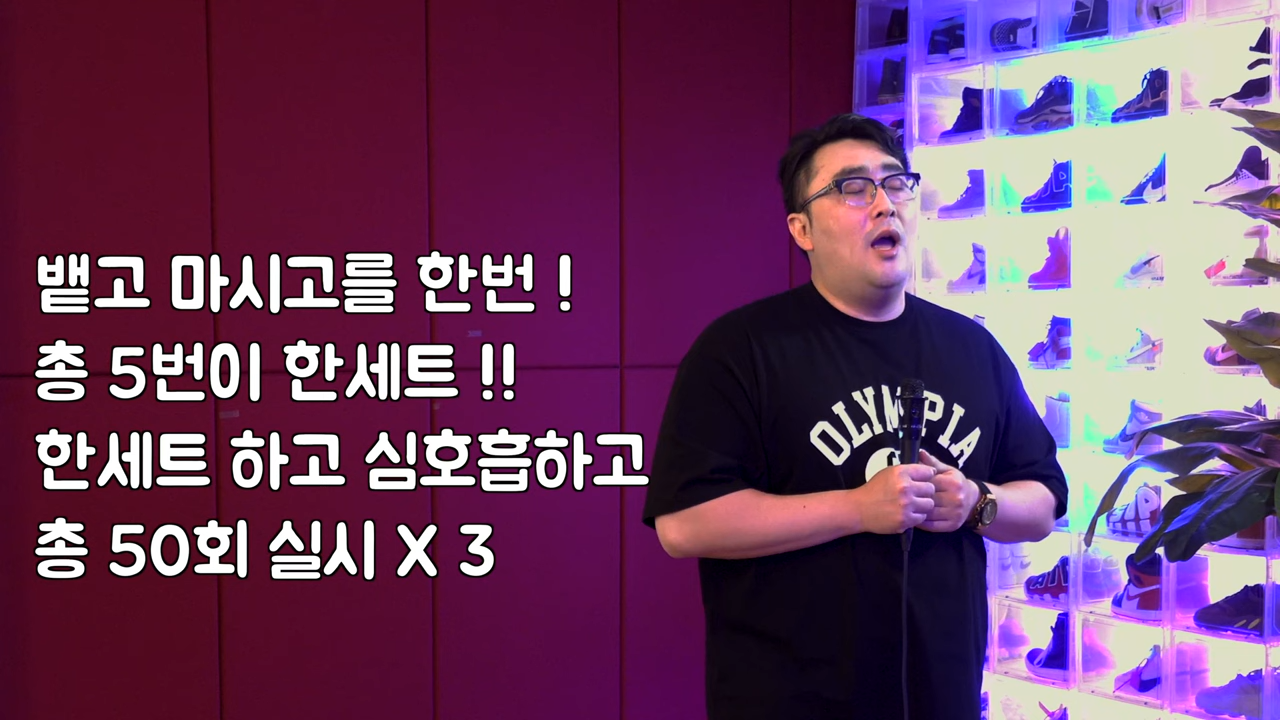 뱉고 마시고를 한번 !
총 5번이 한세트 !!
한세트 하고 심호흡하고
총 50회 실시 X 3
OLYMPIA